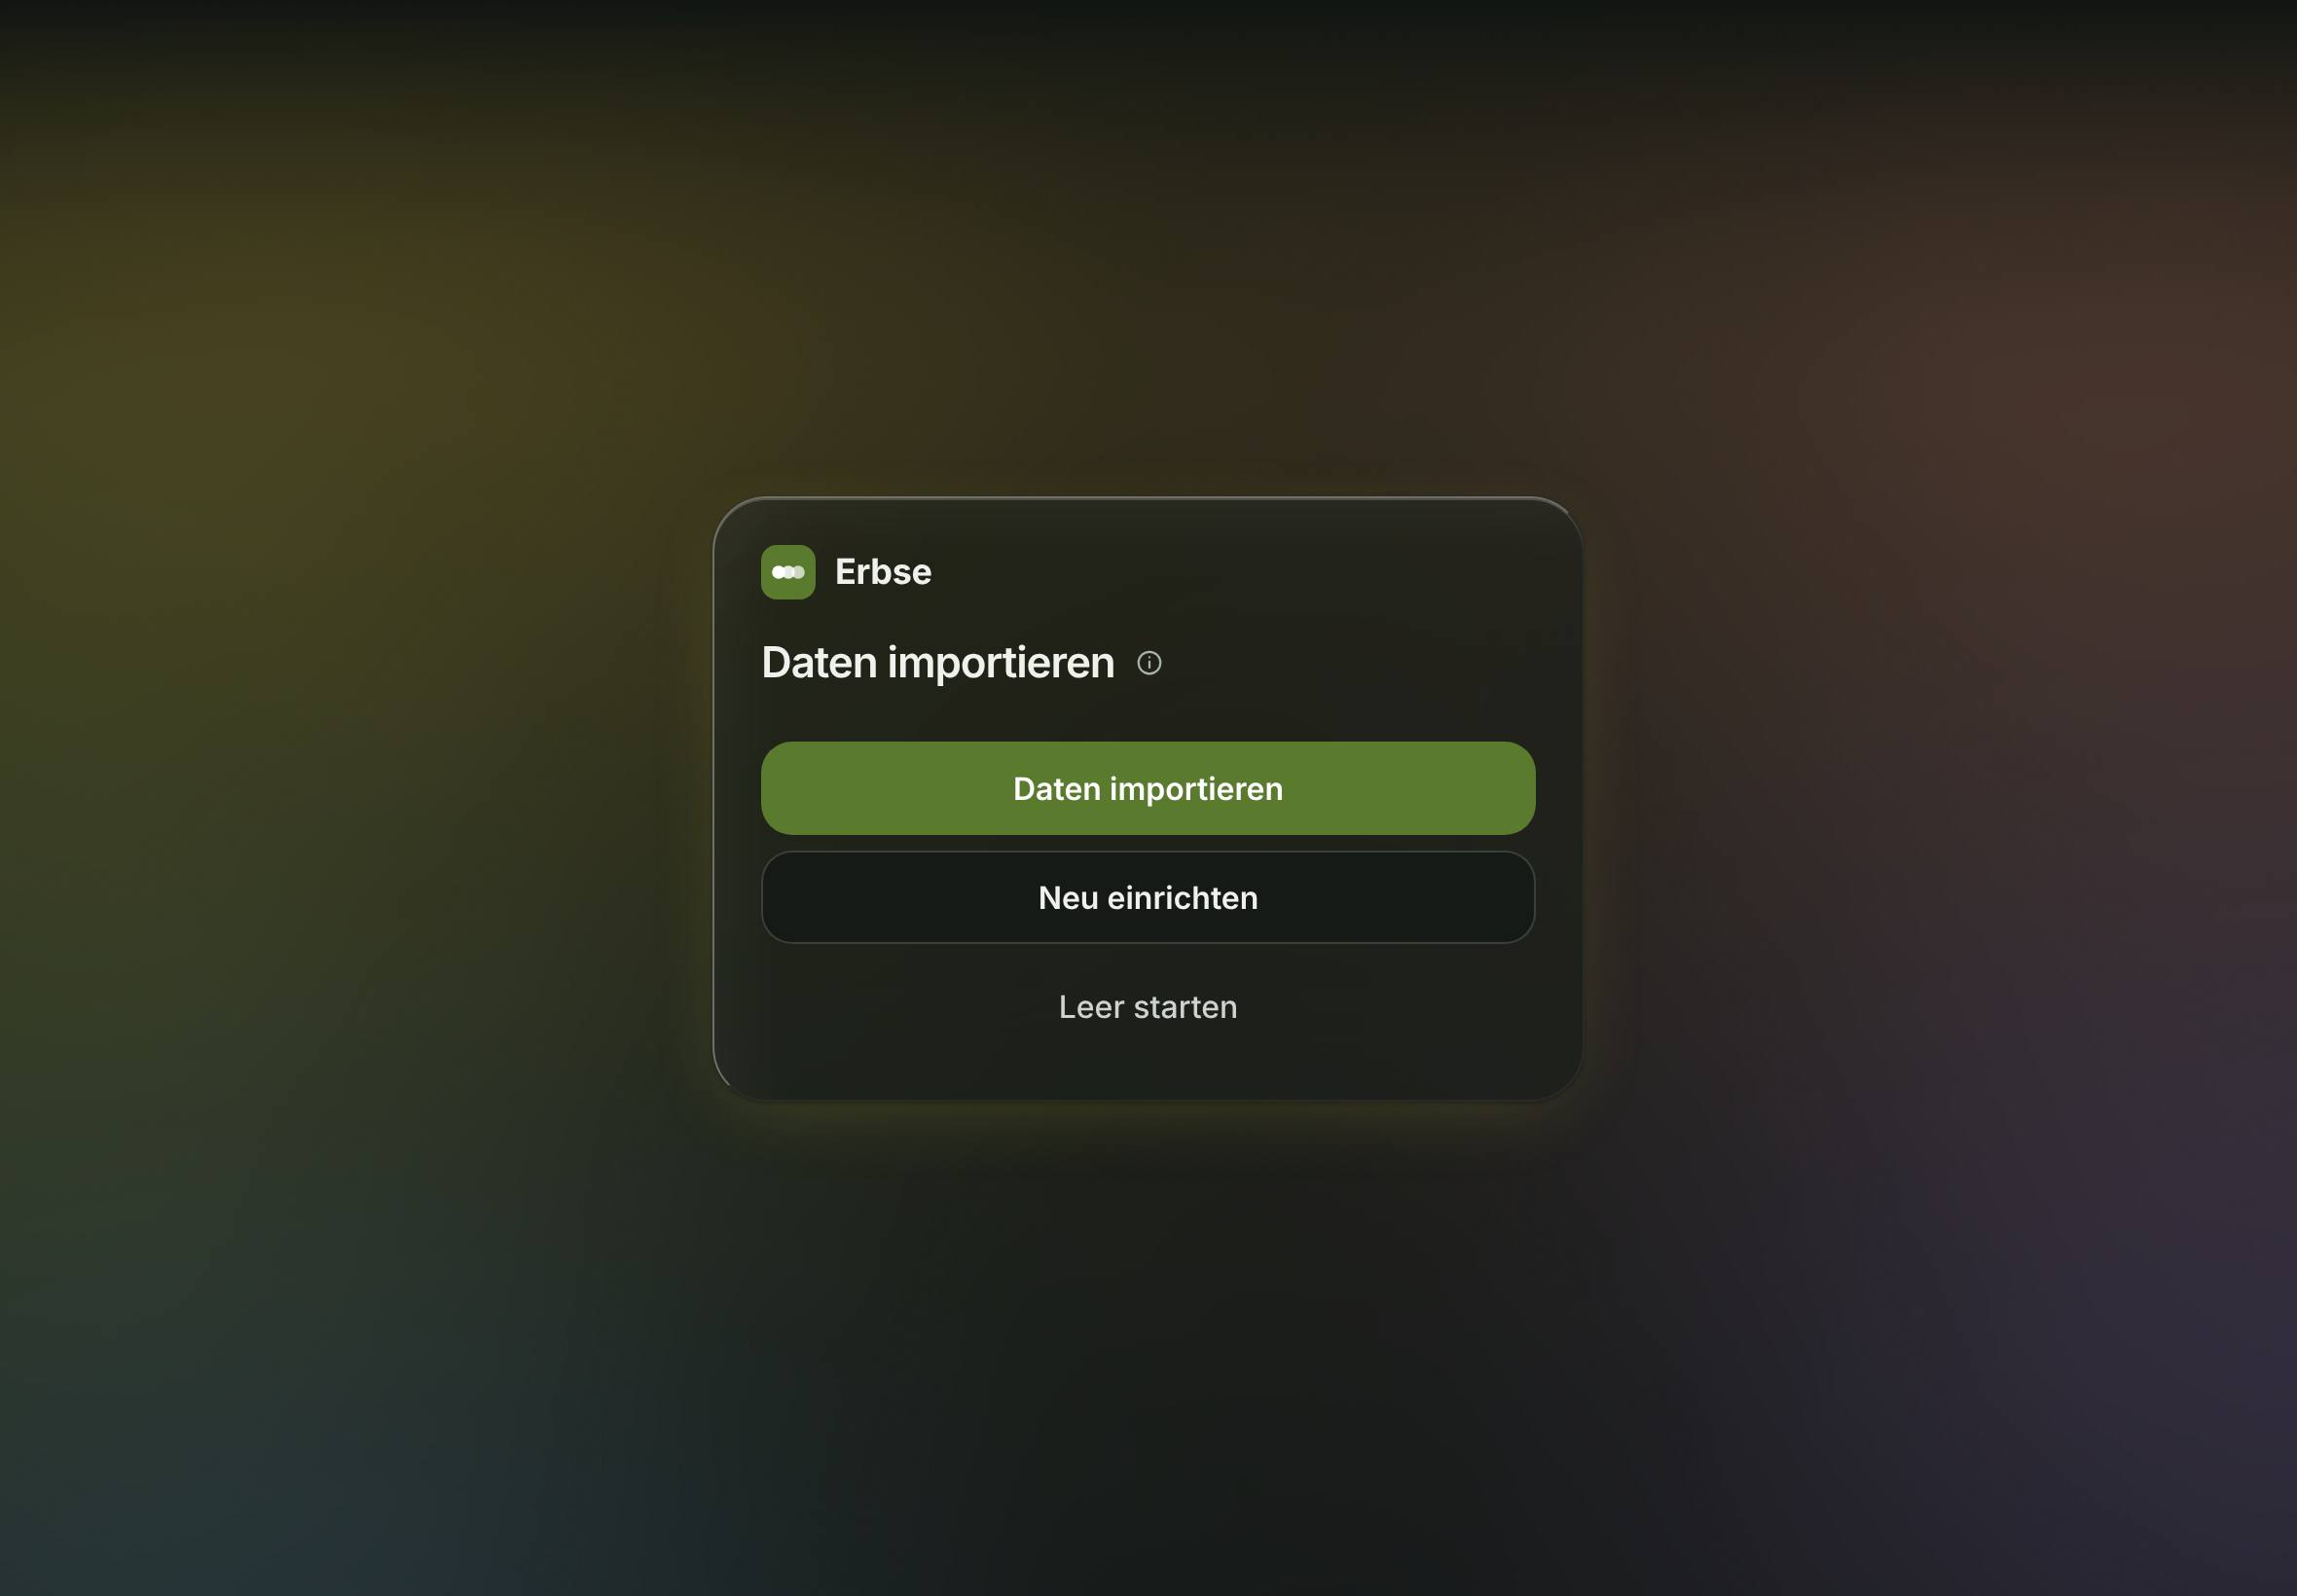 Erbse
Daten importieren
Daten importieren
Neu einrichten
Leer starten